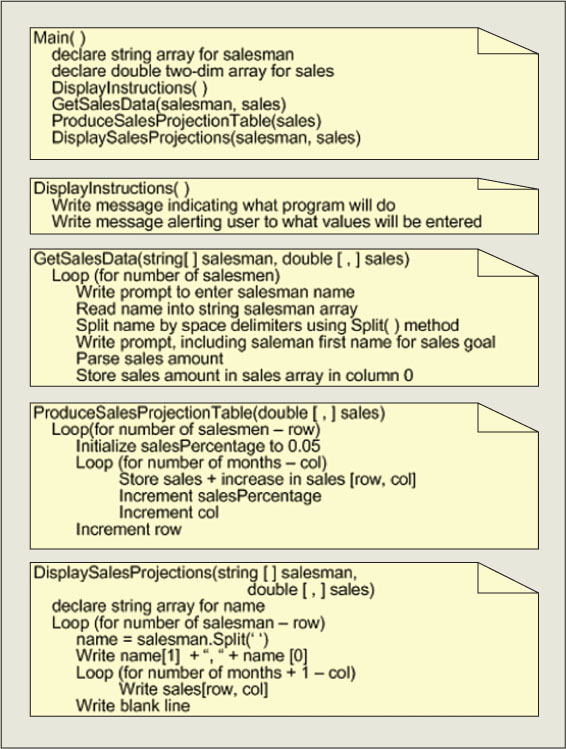 Main( )
declare string array for salesman
declare double two-dim array for sales
DisplayInstructions( )
GetSalesData(salesman, sales)
ProduceSalesProjectionTable(sales)
DisplaySalesProjections(salesman, sales)
DisplayInstructions( )
Write message indicating what program will do
Write message alerting user to what values will be entered
GetSalesData(string[ ] salesman, double [ , ] sales)
Loop (for number of salesmen)
Write prompt to enter salesman name
Read name into string salesman array
Split name by space delimiters using Split( ) method
Write prompt, including saleman first name for sales goal
Parse sales amount
Store sales amount in sales array in column 0
ProduceSalesProjectionTable(double [ , ] sales)
Loop(for number of salesmen – row)
Initialize salesPercentage to 0.05
Loop (for number of months – col)
Store sales + increase in sales [row, col]
Increment salesPercentage
Increment col
Increment row
DisplaySalesProjections(string [ ] salesman,
double [ , ] sales)
declare string array for name
Loop (for number of salesman – row)
name = salesman.Split(‘ ‘)
Write name[1]  + “, “ + name [0]
Loop (for number of months + 1 – col)
Write sales[row, col]
Write blank line